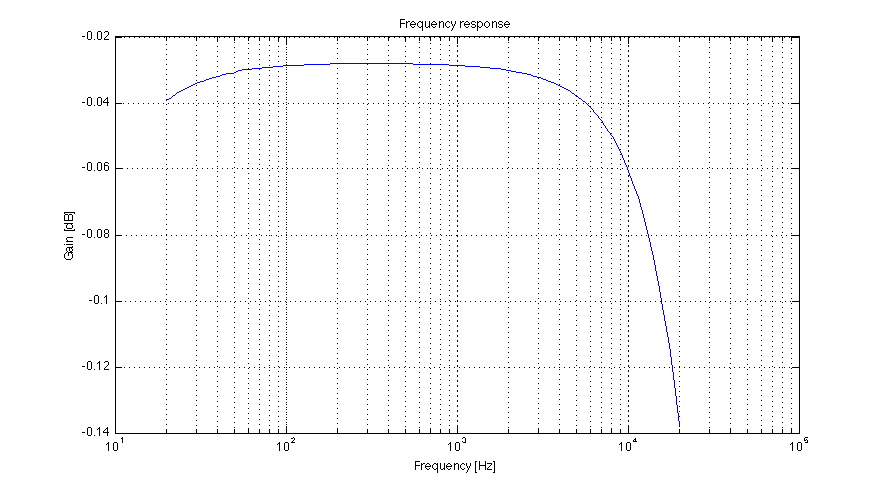 Frequency response
-0.02
-0.04
-0.06
-0.08
-0.1
-0.12
-0.14
Gain [dB]
10¹ 10² 10³ 10⁴ 10⁵
Frequency [Hz]